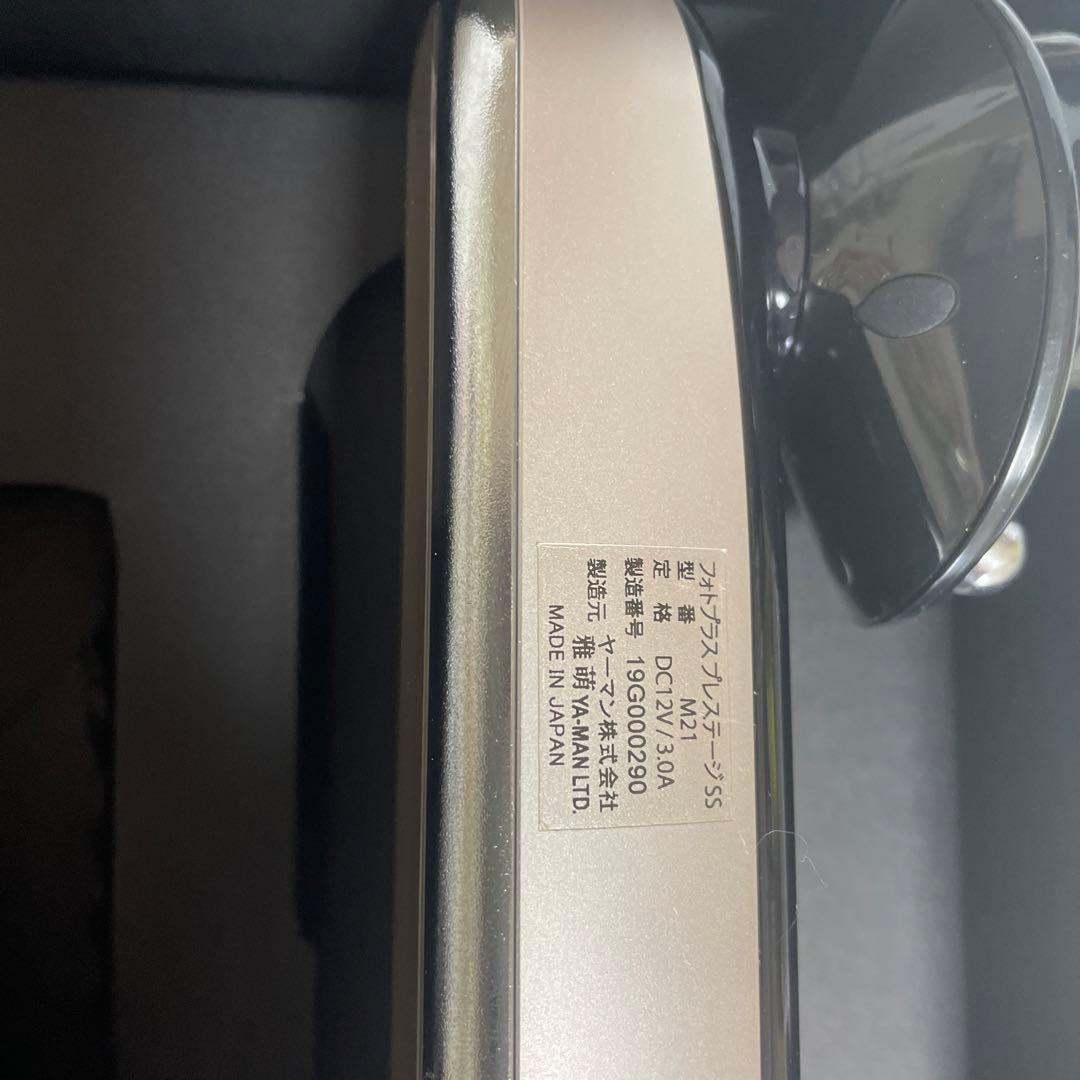 フォトプラス プレステージ SS
型番 M21
定格 DC12V/3.0A
製造番号 19G000290
製造元 ヤーマン株式会社
雅萌 YA-MAN LTD.
MADE IN JAPAN